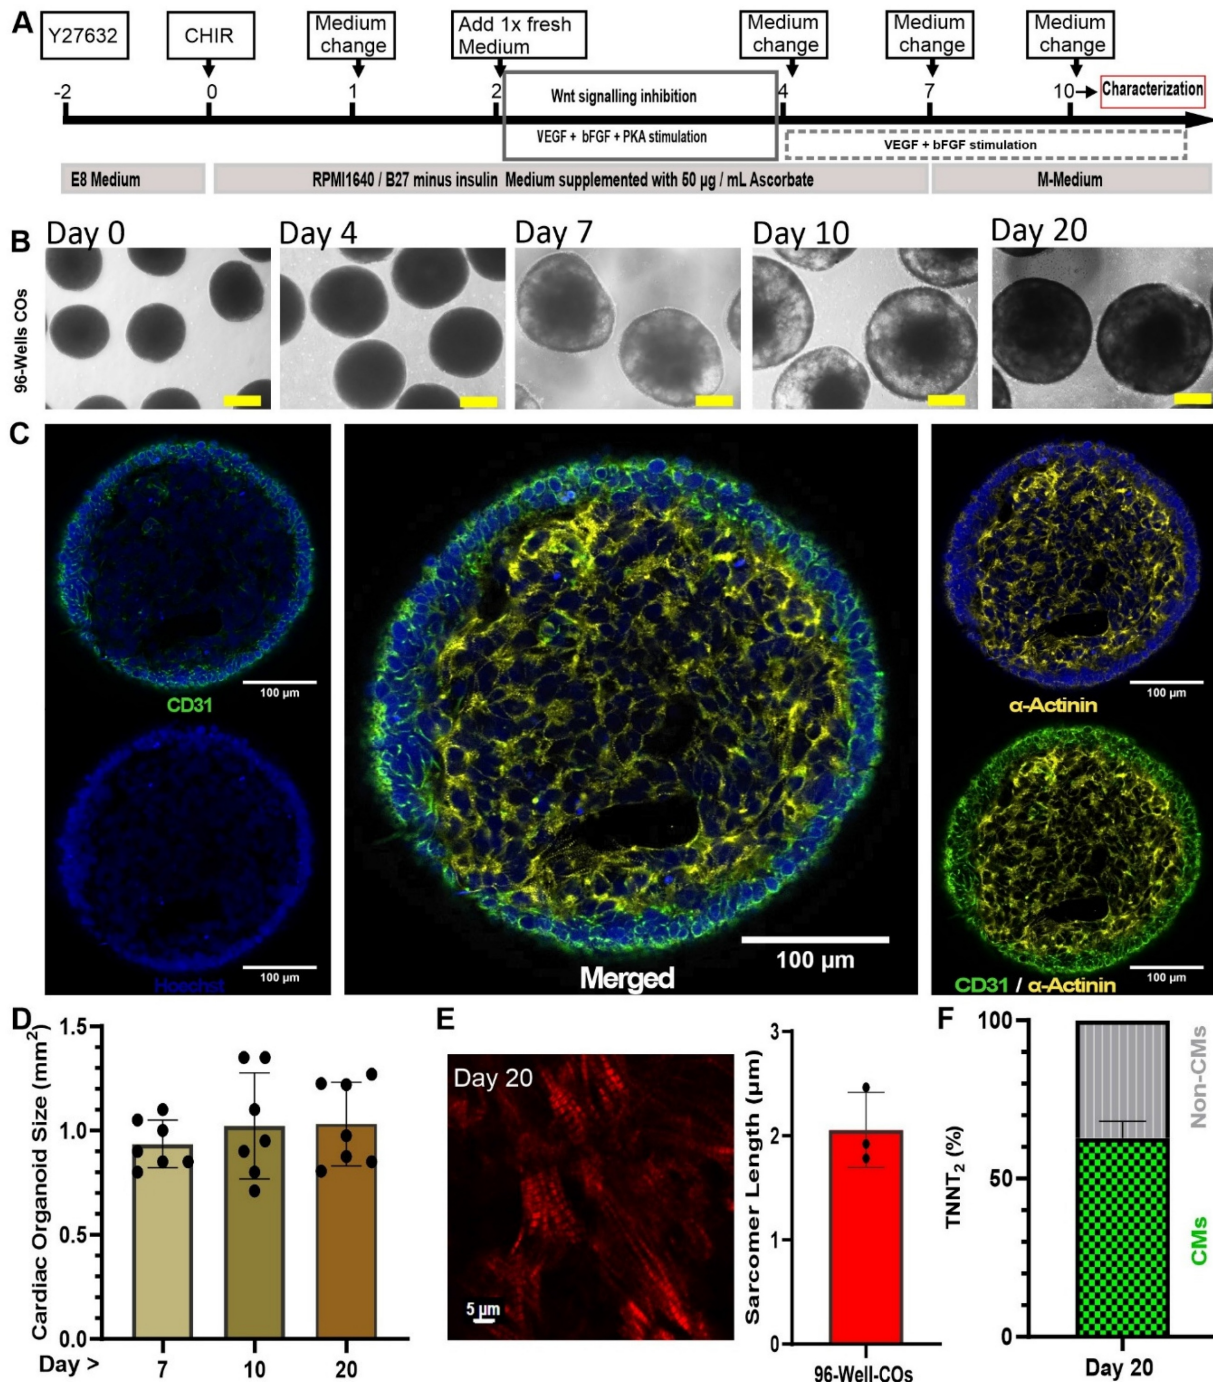 A
Y27632
CHIR
Medium change
Add 1x fresh Medium
Medium change
Medium change
Medium change
-2
0
1
2
4
7
10
Characterization
Wnt signalling inhibition
VEGF + bFGF + PKA stimulation
VEGF + bFGF stimulation
E8 Medium
RPMI1640 / B27 minus insulin Medium supplemented with 50 µg / mL Ascorbate
M-Medium
B
Day 0
Day 4
Day 7
Day 10
Day 20
96-Wells COs
C
100 µm
CD31
100 µm
Hoechst
100 µm
Merged
100 µm
α-Actinin
100 µm
CD31 / α-Actinin
D
Cardiac Organoid Size (mm²)
1.5
1.0
0.5
0.0
Day >
7
10
20
E
Day 20
5 µm
Sarcomer Length (µm)
3
2
1
0
96-Well-COs
F
TNNT₂ (%)
100
50
0
Non-CMs
CMs
Day 20